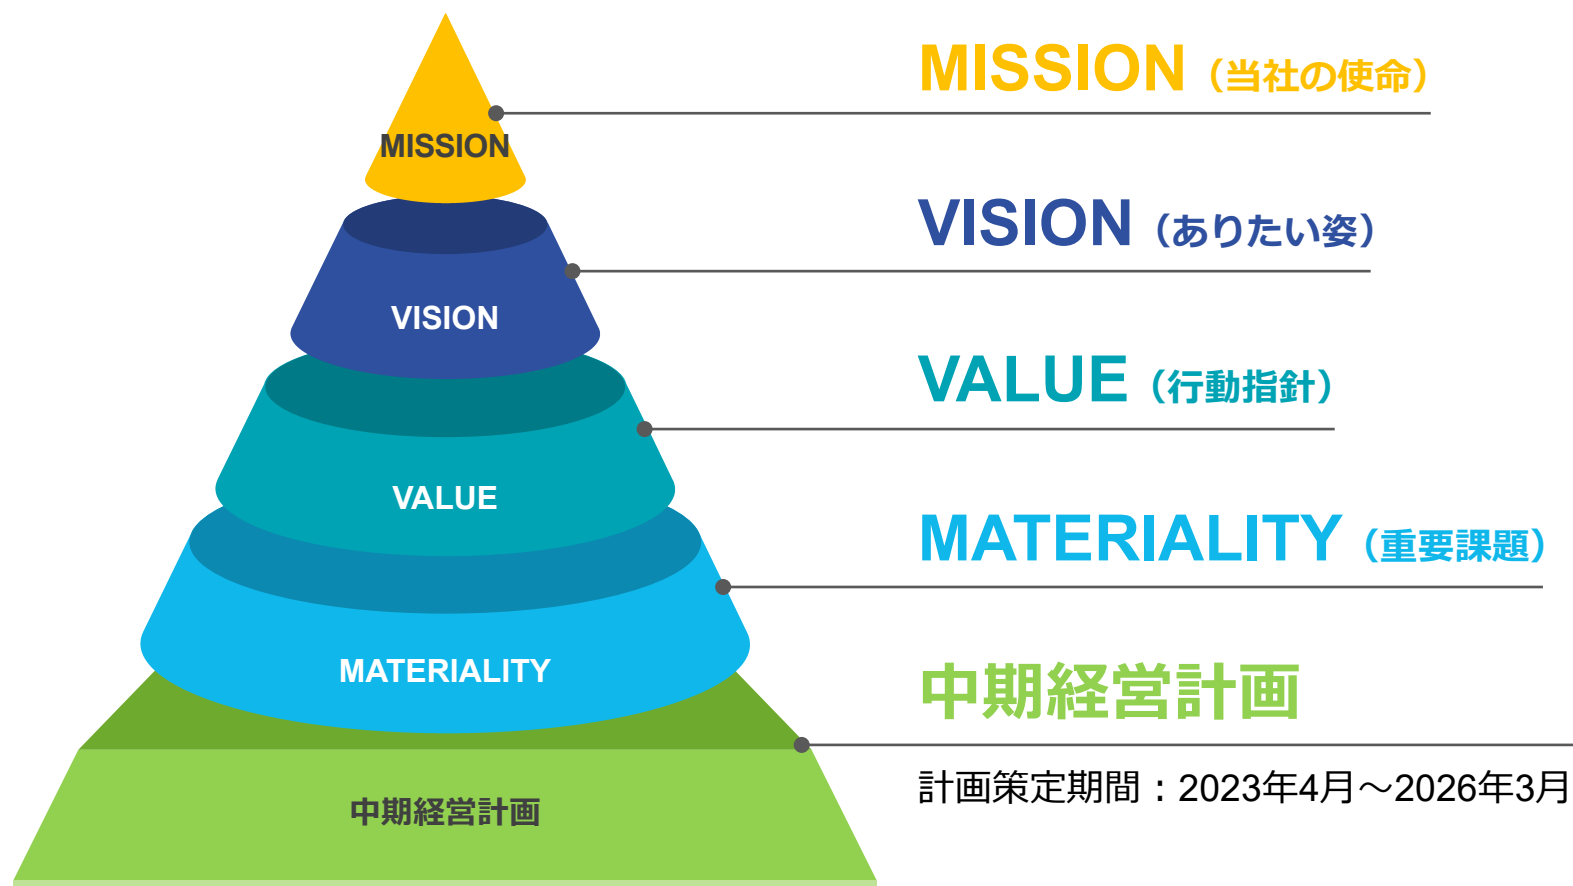 MISSION（当社の使命）
MISSION
VISION（ありたい姿）
VISION
VALUE（行動指針）
VALUE
MATERIALITY（重要課題）
MATERIALITY
中期経営計画
計画策定期間：2023年4月～2026年3月
中期経営計画